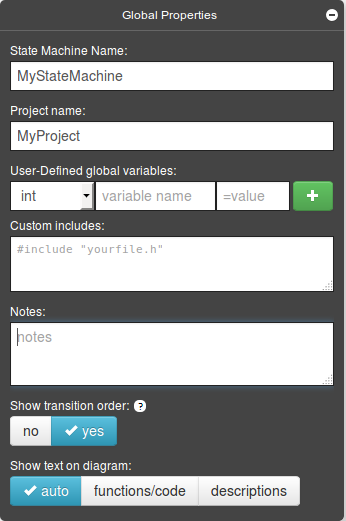 Global Properties
State Machine Name:
MyStateMachine
Project name:
MyProject
User-Defined global variables:
int variable name =value
Custom includes:
#include "yourfile.h"
Notes:
notes
Show transition order: ?
no yes
Show text on diagram:
auto functions/code descriptions